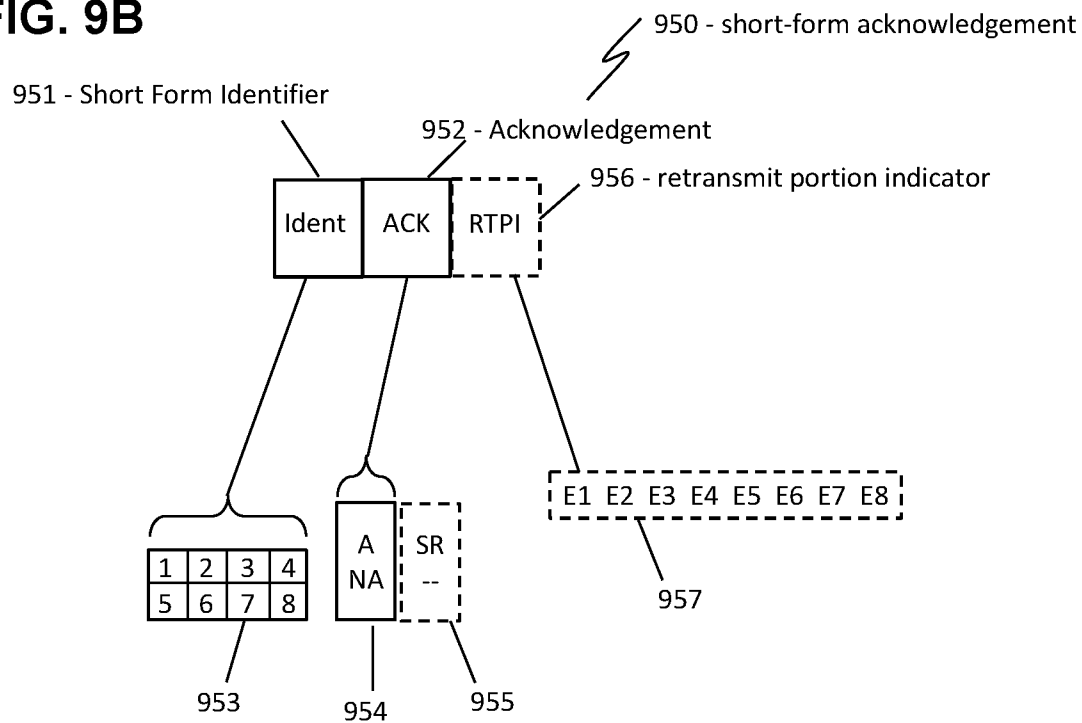 FIG. 9B
950 - short-form acknowledgement
951 - Short Form Identifier
952 - Acknowledgement
956 - retransmit portion indicator
Ident ACK RTPI
E1 E2 E3 E4 E5 E6 E7 E8
A SR
NA --
1 2 3 4
5 6 7 8
957
953
954
955